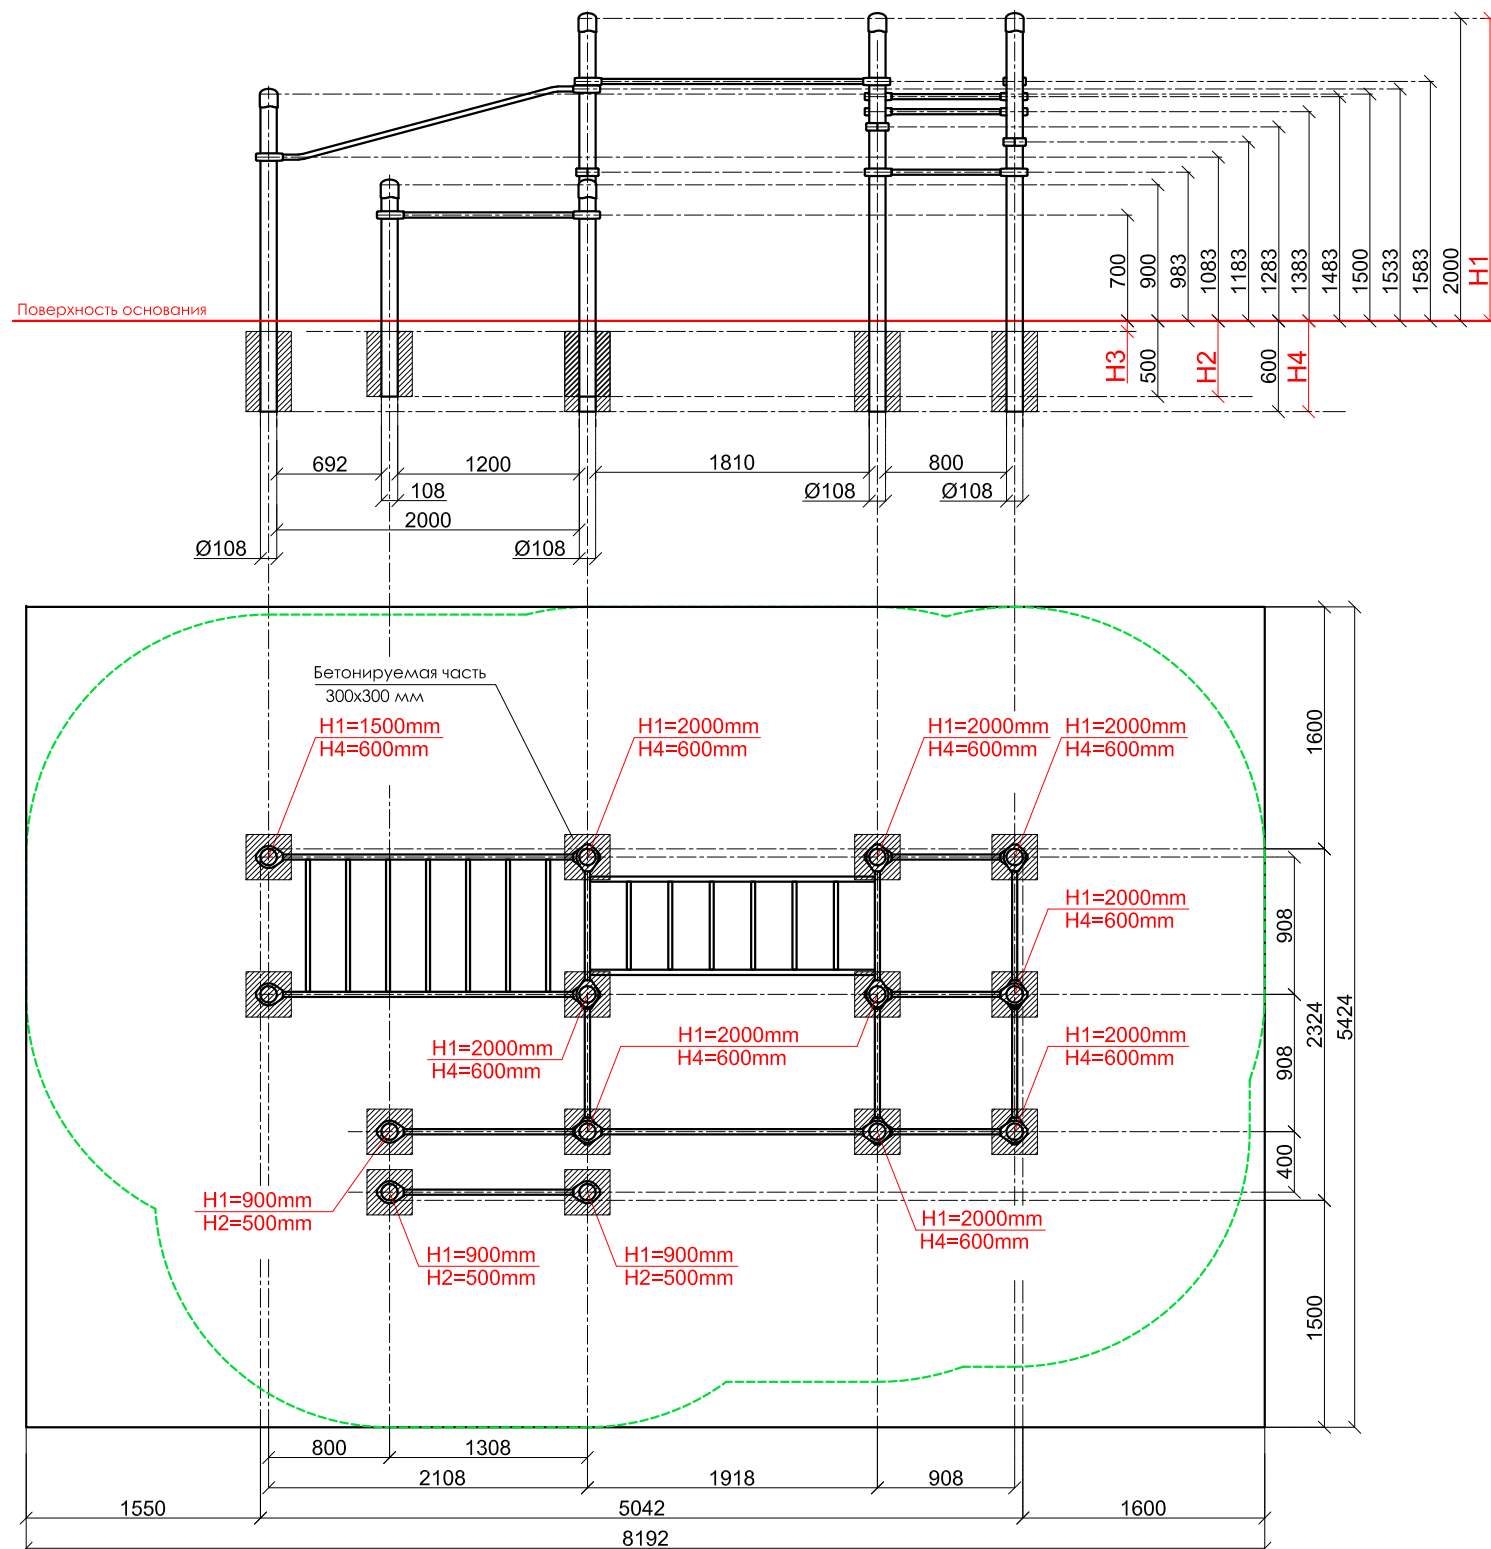 Поверхность основания
700
900
983
1083
1183
1283
1383
1483
1500
1533
1583
2000
H1
H3
500
H2
600
H4
692
1200
1810
800
108
Ø108
Ø108
2000
Ø108
Ø108
Бетонируемая часть
300х300 мм
H1=1500mm
H4=600mm
H1=2000mm
H4=600mm
H1=2000mm
H4=600mm
H1=2000mm
H4=600mm
1600
H1=2000mm
H4=600mm
908
H1=2000mm
H4=600mm
H1=2000mm
H4=600mm
H1=2000mm
H4=600mm
908
2324
5424
400
H1=900mm
H2=500mm
H1=2000mm
H4=600mm
H1=900mm
H2=500mm
H1=900mm
H2=500mm
1500
800
1308
2108
1918
908
1550
5042
1600
8192